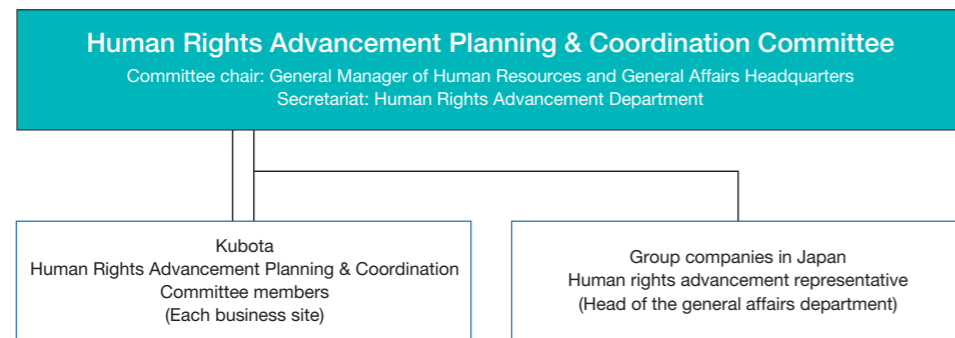 Human Rights Advancement Planning & Coordination Committee
Committee chair: General Manager of Human Resources and General Affairs Headquarters
Secretariat: Human Rights Advancement Department
Kubota
Human Rights Advancement Planning & Coordination
Committee members
(Each business site)
Group companies in Japan
Human rights advancement representative
(Head of the general affairs department)